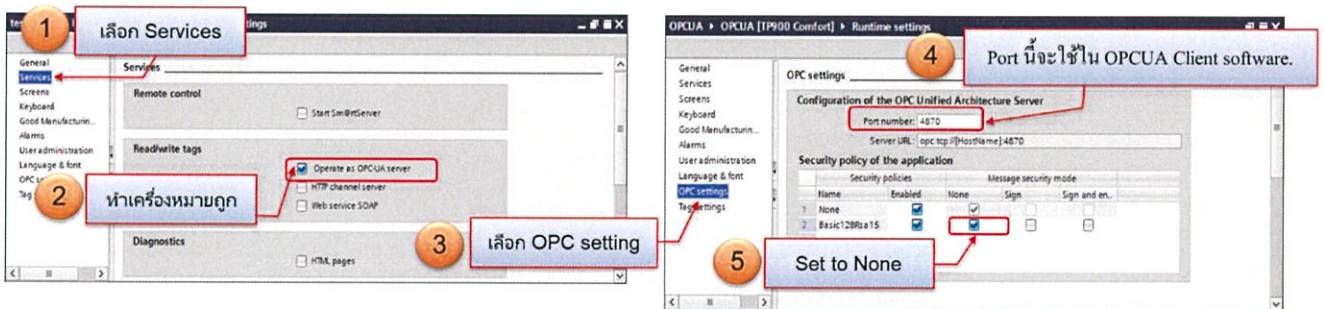 1
เลือก Services
General
Services
Screens
Keyboard
Good Manufacturin...
Alarms
User administration
Language & font
Services
Remote control
Start Sm@rtServer
Read/write tags
Operate as OPC-UA server
HTTP channel server
Web service SOAP
Diagnostics
HTML pages
2
ทำเครื่องหมายถูก
3
เลือก OPC setting
OPCUA ▸ OPCUA [TP900 Comfort] ▸ Runtime settings
4
Port นี้จะใช้ใน OPCUA Client software.
General
Services
Screens
Keyboard
Good Manufacturin...
Alarms
User administration
Language & font
OPC settings
Tag settings
OPC settings
Configuration of the OPC Unified Architecture Server
Port number: 4870
Server URL: opc.tcp://[HostName]:4870
Security policy of the application
Security policies Message security mode
Name Enabled None Sign Sign and en..
1 None
2 Basic128Rsa15
5
Set to None